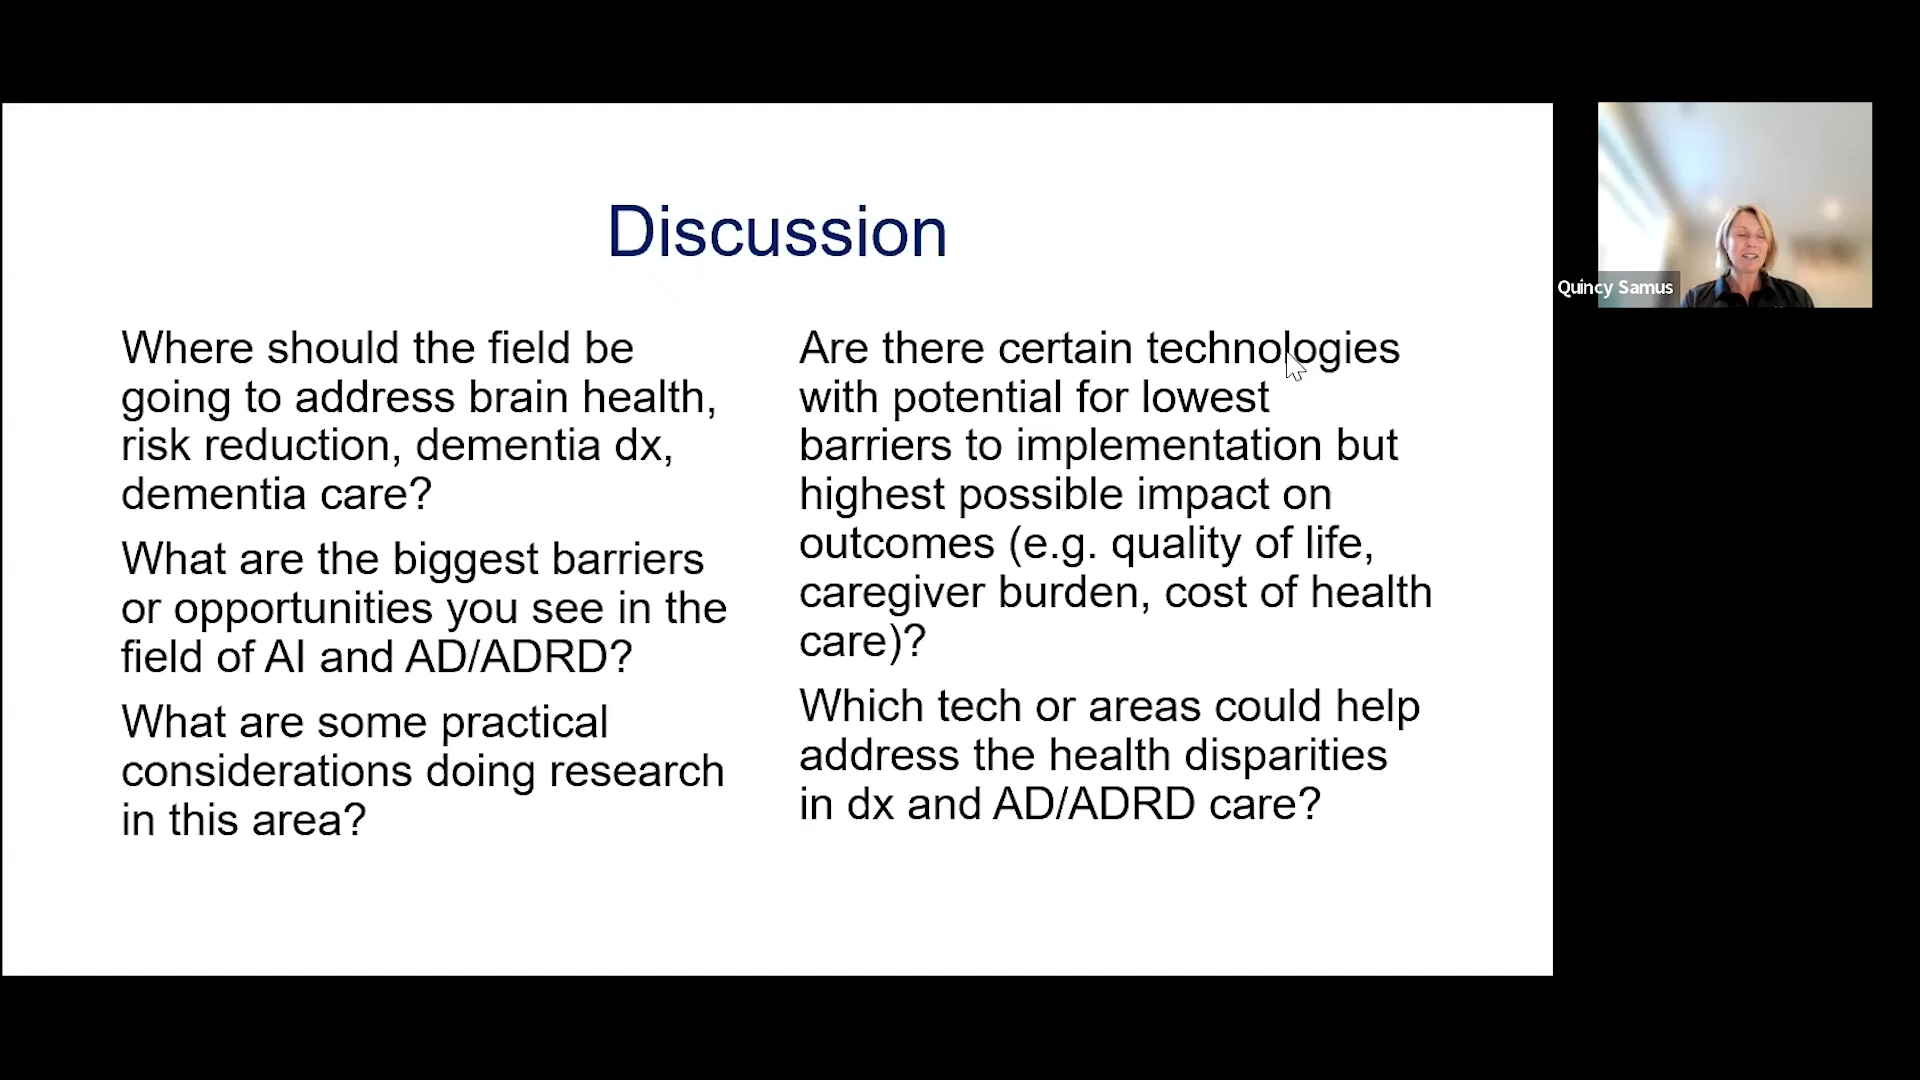 Discussion
Where should the field be
going to address brain health,
risk reduction, dementia dx,
dementia care?
What are the biggest barriers
or opportunities you see in the
field of AI and AD/ADRD?
What are some practical
considerations doing research
in this area?
Are there certain technologies
with potential for lowest
barriers to implementation but
highest possible impact on
outcomes (e.g. quality of life,
caregiver burden, cost of health
care)?
Which tech or areas could help
address the health disparities
in dx and AD/ADRD care?
Quincy Samus